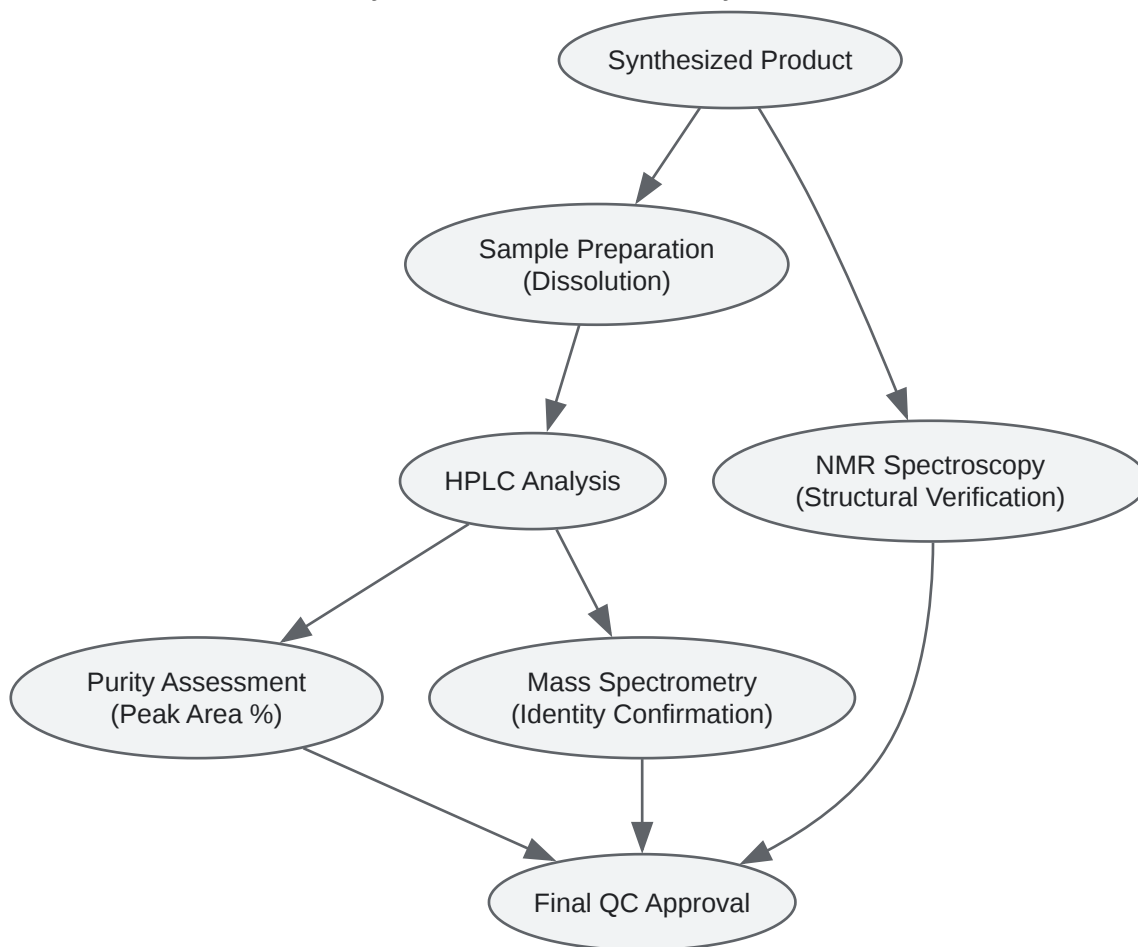 Synthesized Product
Sample Preparation
(Dissolution)
HPLC Analysis
NMR Spectroscopy
(Structural Verification)
Purity Assessment
(Peak Area %)
Mass Spectrometry
(Identity Confirmation)
Final QC Approval